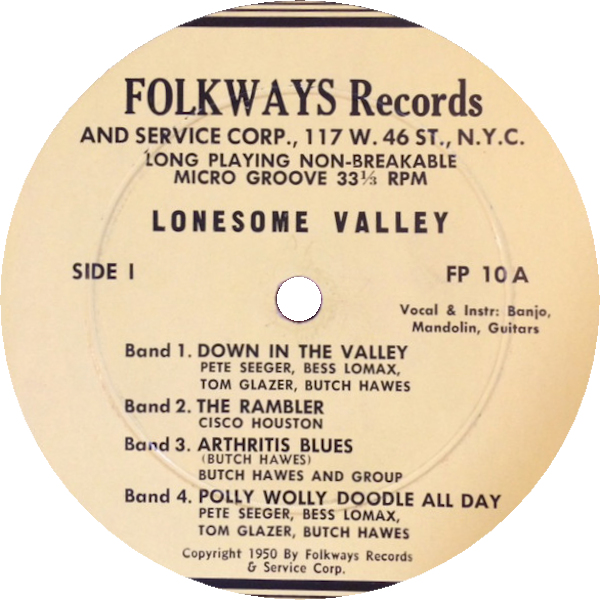 FOLKWAYS Records
AND SERVICE CORP., 117 W. 46 ST., N.Y.C.
LONG PLAYING NON-BREAKABLE
MICRO GROOVE 33⅓ RPM
LONESOME VALLEY
SIDE I
FP 10 A
Vocal & Instr: Banjo,
Mandolin, Guitars
Band 1. DOWN IN THE VALLEY
PETE SEEGER, BESS LOMAX,
TOM GLAZER, BUTCH HAWES
Band 2. THE RAMBLER
CISCO HOUSTON
Band 3. ARTHRITIS BLUES
(BUTCH HAWES)
BUTCH HAWES AND GROUP
Band 4. POLLY WOLLY DOODLE ALL DAY
PETE SEEGER, BESS LOMAX,
TOM GLAZER, BUTCH HAWES
Copyright 1950 By Folkways Records
& Service Corp.